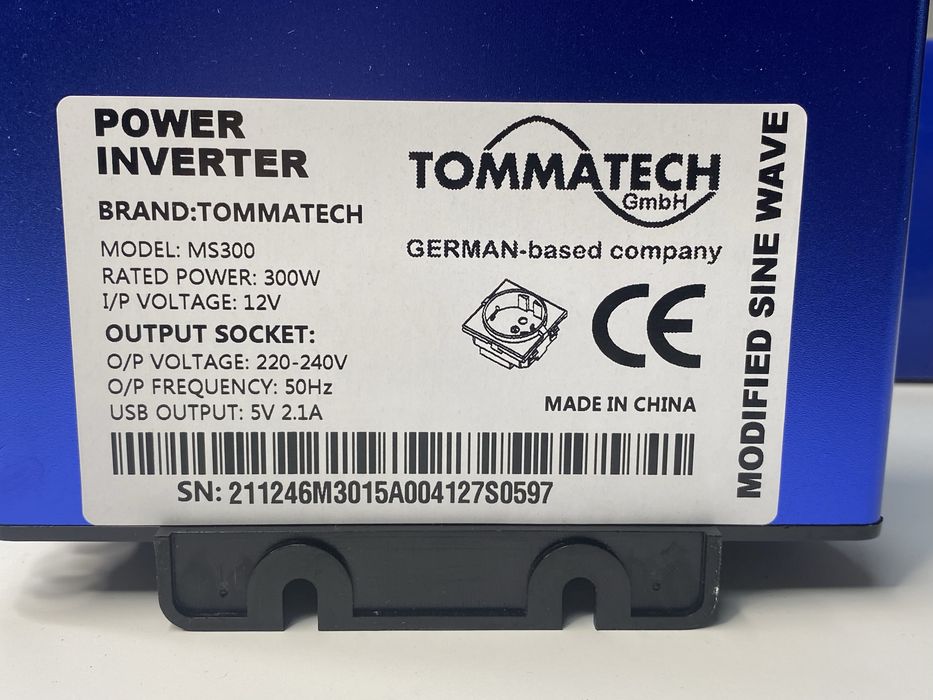 POWER
INVERTER
BRAND:TOMMATECH
MODEL: MS300
RATED POWER: 300W
I/P VOLTAGE: 12V
OUTPUT SOCKET:
O/P VOLTAGE: 220-240V
O/P FREQUENCY: 50Hz
USB OUTPUT: 5V 2.1A
TOMMATECH
GmbH
GERMAN-based company
CE
MADE IN CHINA
SN: 211246M3015A004127S0597
MODIFIED SINE WAVE